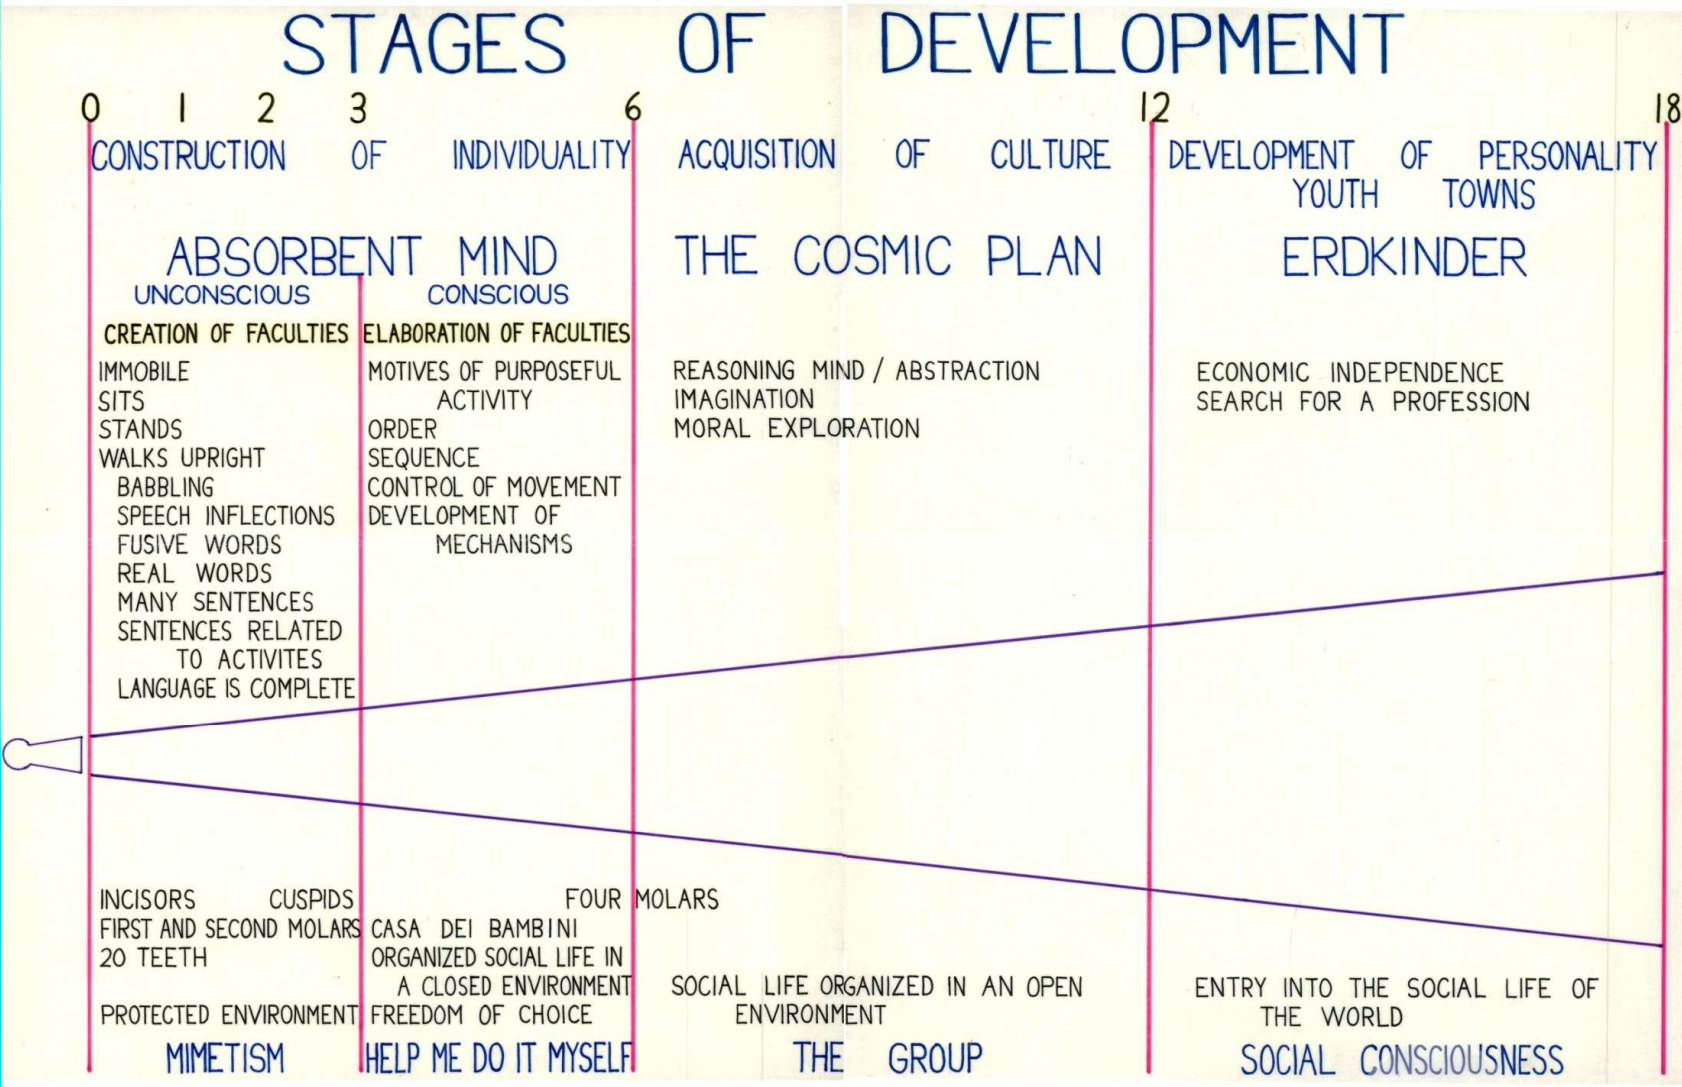 STAGES OF DEVELOPMENT
0 1 2 3 6 12 18
CONSTRUCTION OF INDIVIDUALITY
ABSORBENT MIND
UNCONSCIOUS
CREATION OF FACULTIES
IMMOBILE
SITS
STANDS
WALKS UPRIGHT
BABBLING
SPEECH INFLECTIONS
FUSIVE WORDS
REAL WORDS
MANY SENTENCES
SENTENCES RELATED
TO ACTIVITES
LANGUAGE IS COMPLETE
CONSCIOUS
ELABORATION OF FACULTIES
MOTIVES OF PURPOSEFUL
ACTIVITY
ORDER
SEQUENCE
CONTROL OF MOVEMENT
DEVELOPMENT OF
MECHANISMS
ACQUISITION OF CULTURE
THE COSMIC PLAN
REASONING MIND / ABSTRACTION
IMAGINATION
MORAL EXPLORATION
DEVELOPMENT OF PERSONALITY
YOUTH TOWNS
ERDKINDER
ECONOMIC INDEPENDENCE
SEARCH FOR A PROFESSION
INCISORS CUSPIDS
FIRST AND SECOND MOLARS
20 TEETH
PROTECTED ENVIRONMENT
MIMETISM
FOUR MOLARS
CASA DEI BAMBINI
ORGANIZED SOCIAL LIFE IN
A CLOSED ENVIRONMENT
FREEDOM OF CHOICE
HELP ME DO IT MYSELF
SOCIAL LIFE ORGANIZED IN AN OPEN
ENVIRONMENT
THE GROUP
ENTRY INTO THE SOCIAL LIFE OF
THE WORLD
SOCIAL CONSCIOUSNESS